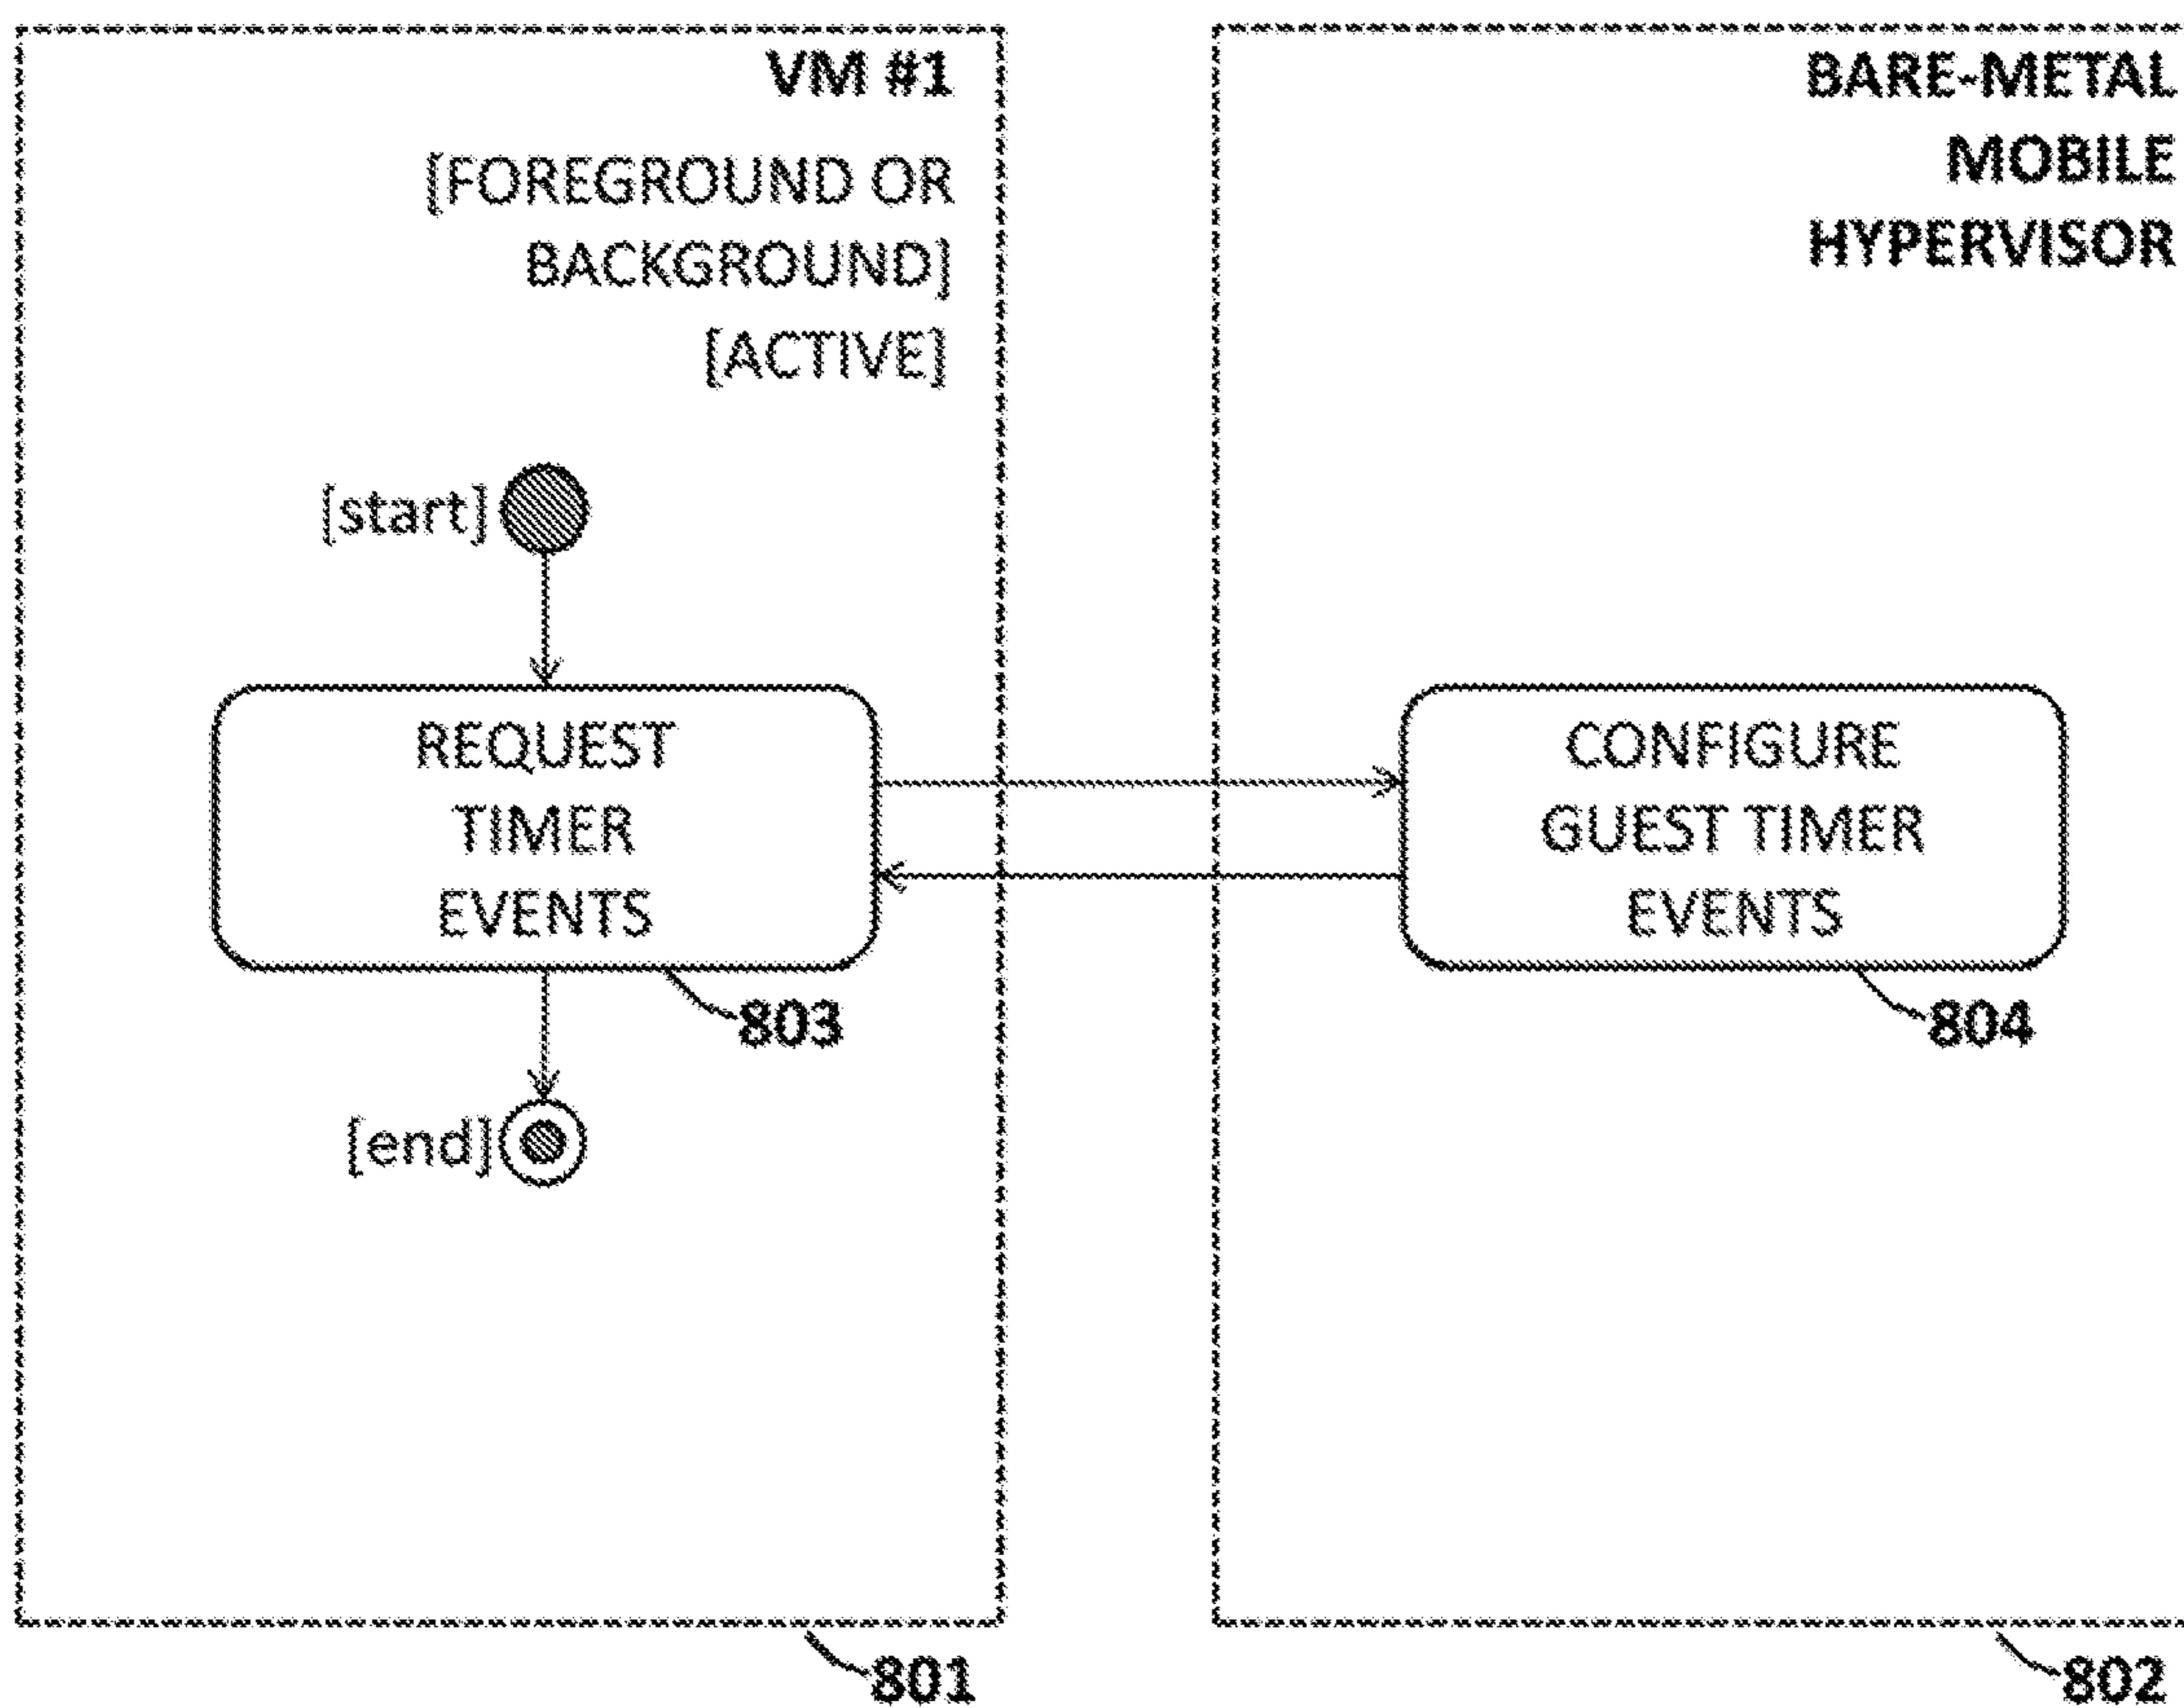 VM #1
[FOREGROUND OR
BACKGROUND]
[ACTIVE]
[start]
REQUEST
TIMER
EVENTS
803
[end]
801
BARE-METAL
MOBILE
HYPERVISOR
CONFIGURE
GUEST TIMER
EVENTS
804
802